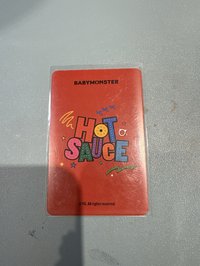 BABYMONSTER
HOT
SAUCE
© YG. All rights reserved.